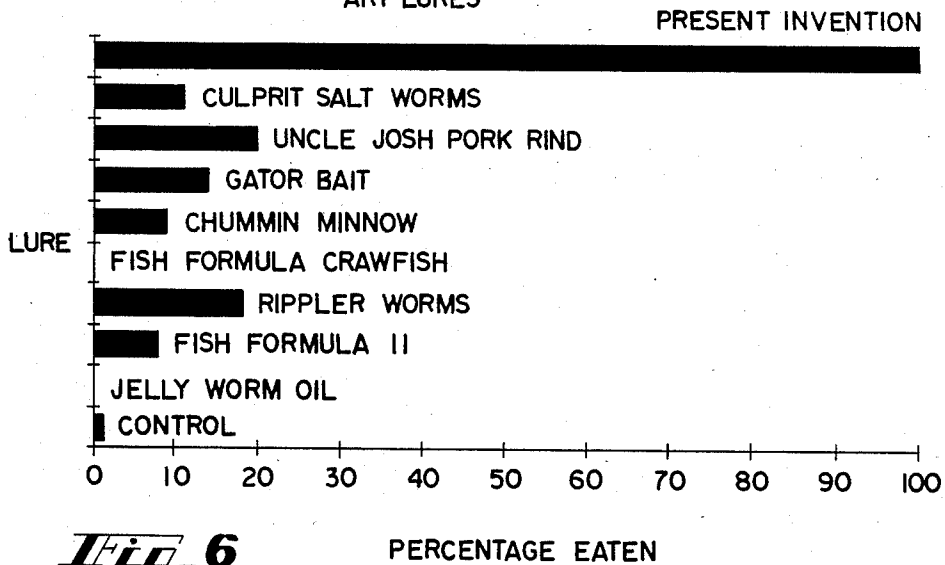 ART LURES
PRESENT INVENTION
CULPRIT SALT WORMS
UNCLE JOSH PORK RIND
GATOR BAIT
CHUMMIN MINNOW
LURE
FISH FORMULA CRAWFISH
RIPPLER WORMS
FISH FORMULA II
JELLY WORM OIL
CONTROL
0 10 20 30 40 50 60 70 80 90 100
Fig 6
PERCENTAGE EATEN